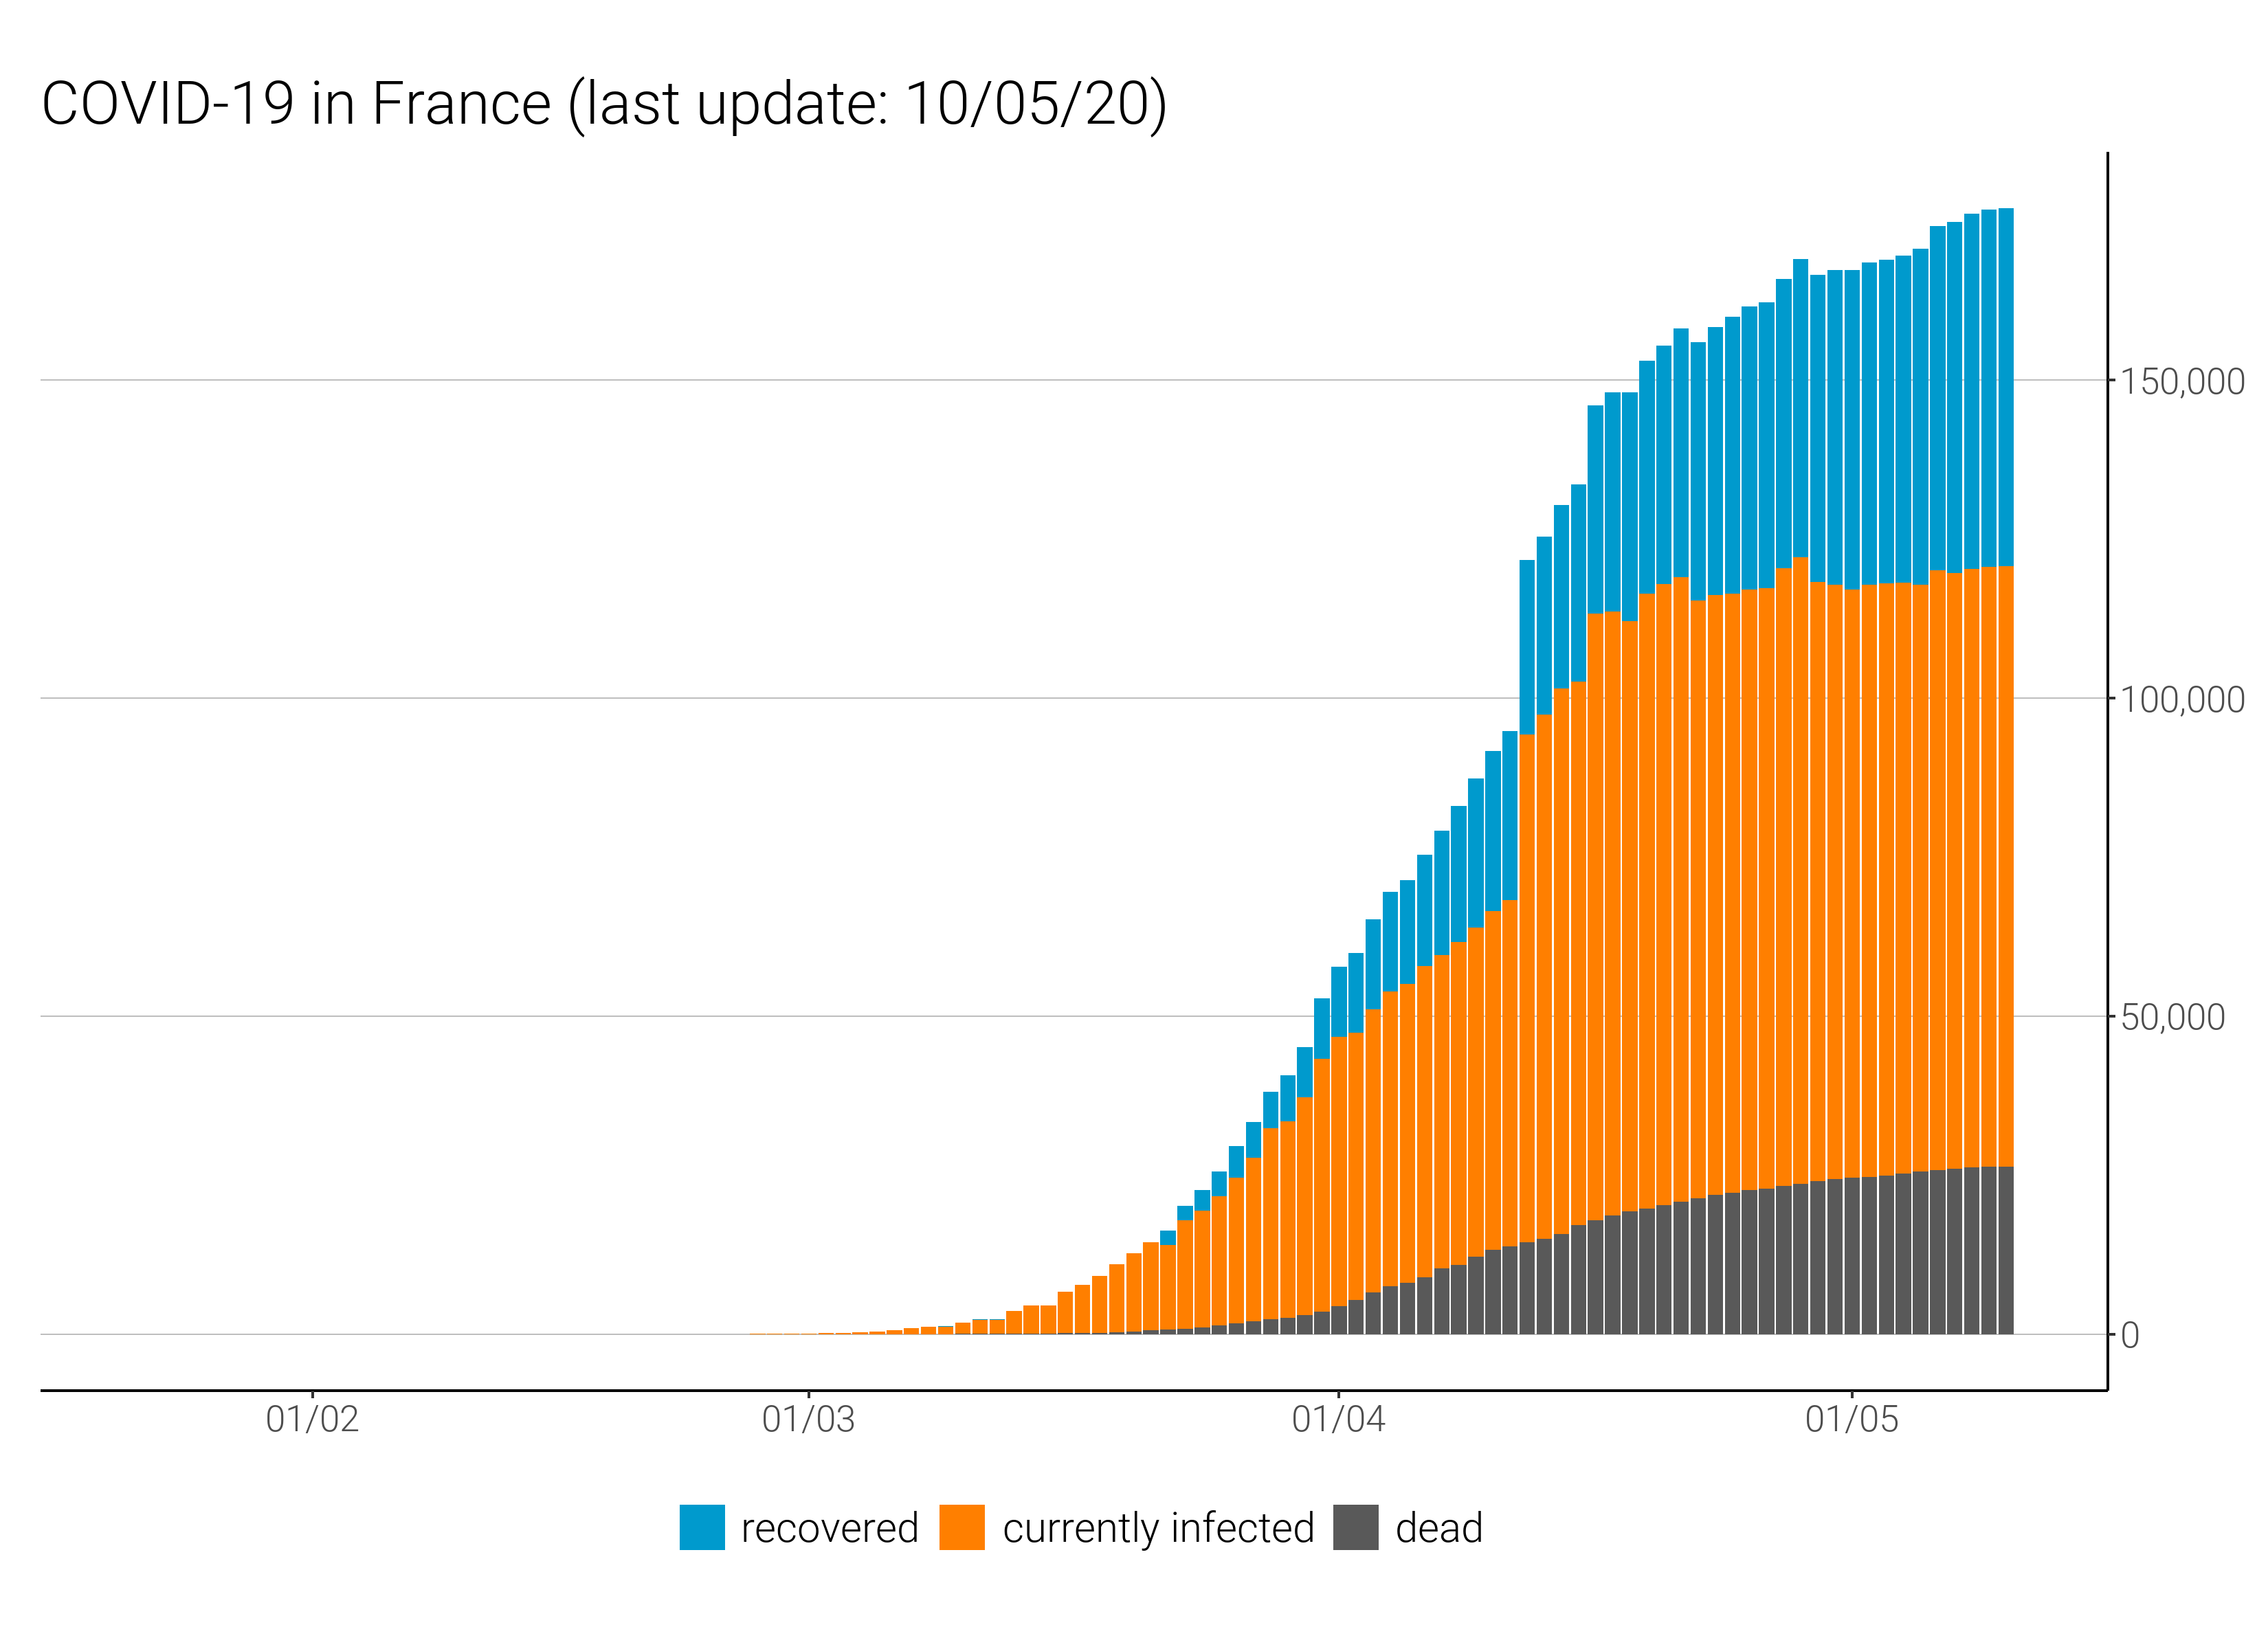 COVID-19 in France (last update: 10/05/20)
150,000
100,000
50,000
0
01/02 01/03 01/04 01/05
recovered currently infected dead